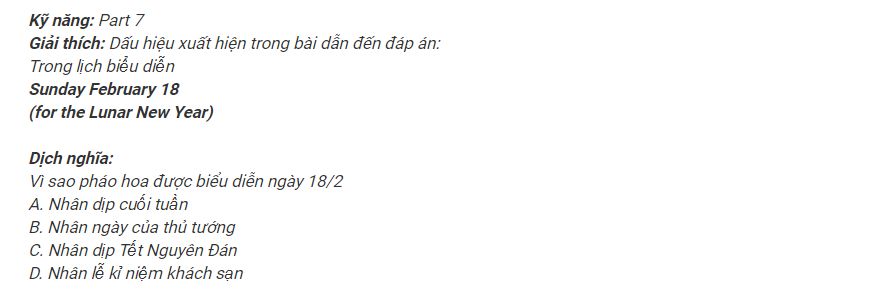 Kỹ năng: Part 7
Giải thích: Dấu hiệu xuất hiện trong bài dẫn đến đáp án:
Trong lịch biểu diễn
Sunday February 18
(for the Lunar New Year)
Dịch nghĩa:
Vì sao pháo hoa được biểu diễn ngày 18/2
A. Nhân dịp cuối tuần
B. Nhân ngày của thủ tướng
C. Nhân dịp Tết Nguyên Đán
D. Nhân lễ kỉ niệm khách sạn